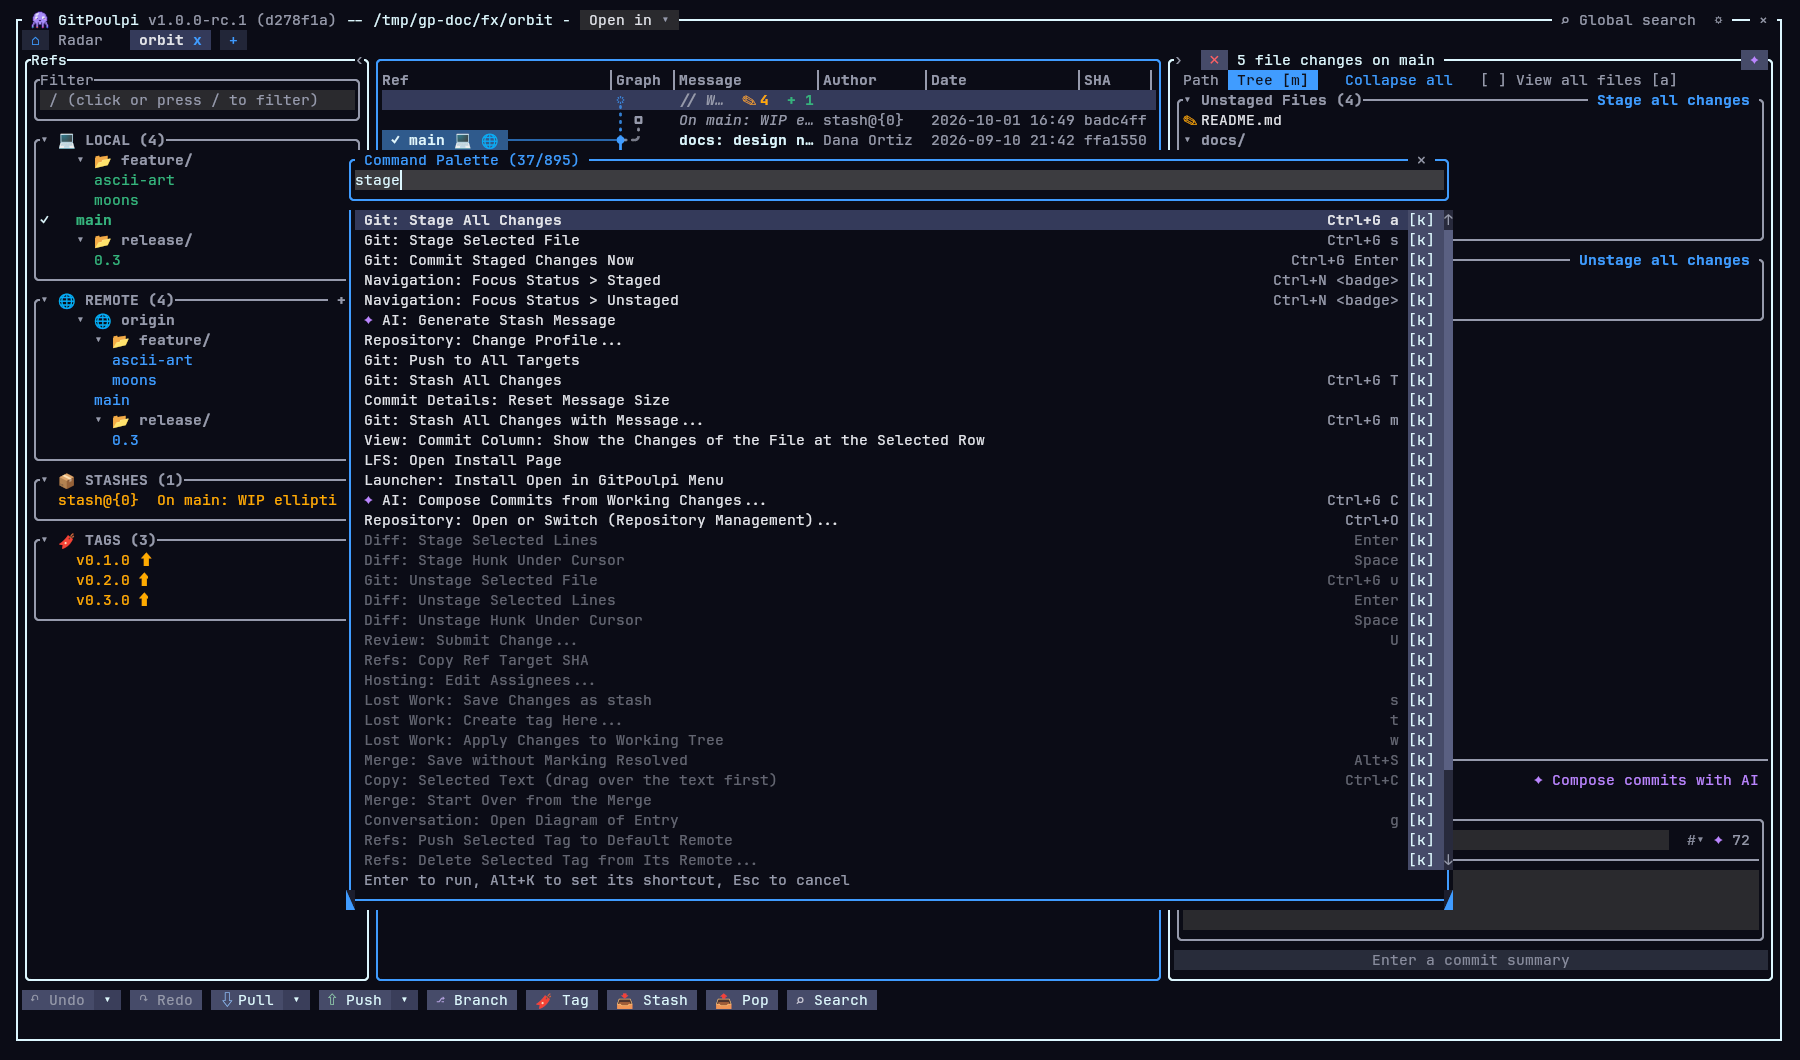 GitPoulpi v1.0.0-rc.1 (d278f1a) —— /tmp/gp-doc/fx/orbit - Open in ▾
⌕ Global search ⚙ ×
⌂ Radar orbit x +
Refs ‹
Filter
/ (click or press / to filter)
▾ 💻 LOCAL (4)
▾ 📂 feature/
ascii-art
moons
✓ main
▾ 📂 release/
0.3
▾ 🌐 REMOTE (4) +
▾ 🌐 origin
▾ 📂 feature/
ascii-art
moons
main
▾ 📂 release/
0.3
▾ 📦 STASHES (1)
stash@{0} On main: WIP ellipti
▾ TAGS (3)
v0.1.0 ⬆
v0.2.0 ⬆
v0.3.0 ⬆
Ref Graph Message Author Date SHA
// W… ✎ 4 + 1
On main: WIP e… stash@{0} 2026-10-01 16:49 badc4ff
✓ main 💻 🌐 docs: design n… Dana Ortiz 2026-09-10 21:42 ffa1550
› ✕ 5 file changes on main ✦
Path Tree [m] Collapse all [ ] View all files [a]
▾ Unstaged Files (4) Stage all changes
✎ README.md
▾ docs/
Unstage all changes
✦ Compose commits with AI
#▾ ✦ 72
Enter a commit summary
Command Palette (37/895) ×
stage
Git: Stage All Changes Ctrl+G a [k] ↑
Git: Stage Selected File Ctrl+G s [k]
Git: Commit Staged Changes Now Ctrl+G Enter [k]
Navigation: Focus Status > Staged Ctrl+N <badge> [k]
Navigation: Focus Status > Unstaged Ctrl+N <badge> [k]
✦ AI: Generate Stash Message [k]
Repository: Change Profile... [k]
Git: Push to All Targets [k]
Git: Stash All Changes Ctrl+G T [k]
Commit Details: Reset Message Size [k]
Git: Stash All Changes with Message... Ctrl+G m [k]
View: Commit Column: Show the Changes of the File at the Selected Row [k]
LFS: Open Install Page [k]
Launcher: Install Open in GitPoulpi Menu [k]
✦ AI: Compose Commits from Working Changes... Ctrl+G C [k]
Repository: Open or Switch (Repository Management)... Ctrl+O [k]
Diff: Stage Selected Lines Enter [k]
Diff: Stage Hunk Under Cursor Space [k]
Git: Unstage Selected File Ctrl+G u [k]
Diff: Unstage Selected Lines Enter [k]
Diff: Unstage Hunk Under Cursor Space [k]
Review: Submit Change... U [k]
Refs: Copy Ref Target SHA [k]
Hosting: Edit Assignees... [k]
Lost Work: Save Changes as stash s [k]
Lost Work: Create tag Here... t [k]
Lost Work: Apply Changes to Working Tree w [k]
Merge: Save without Marking Resolved Alt+S [k]
Copy: Selected Text (drag over the text first) Ctrl+C [k]
Merge: Start Over from the Merge [k]
Conversation: Open Diagram of Entry g [k]
Refs: Push Selected Tag to Default Remote [k]
Refs: Delete Selected Tag from Its Remote... [k] ↓
Enter to run, Alt+K to set its shortcut, Esc to cancel
↶ Undo ▾ ↷ Redo ⇩ Pull ▾ ⇧ Push ▾ Branch Tag Stash Pop ⌕ Search